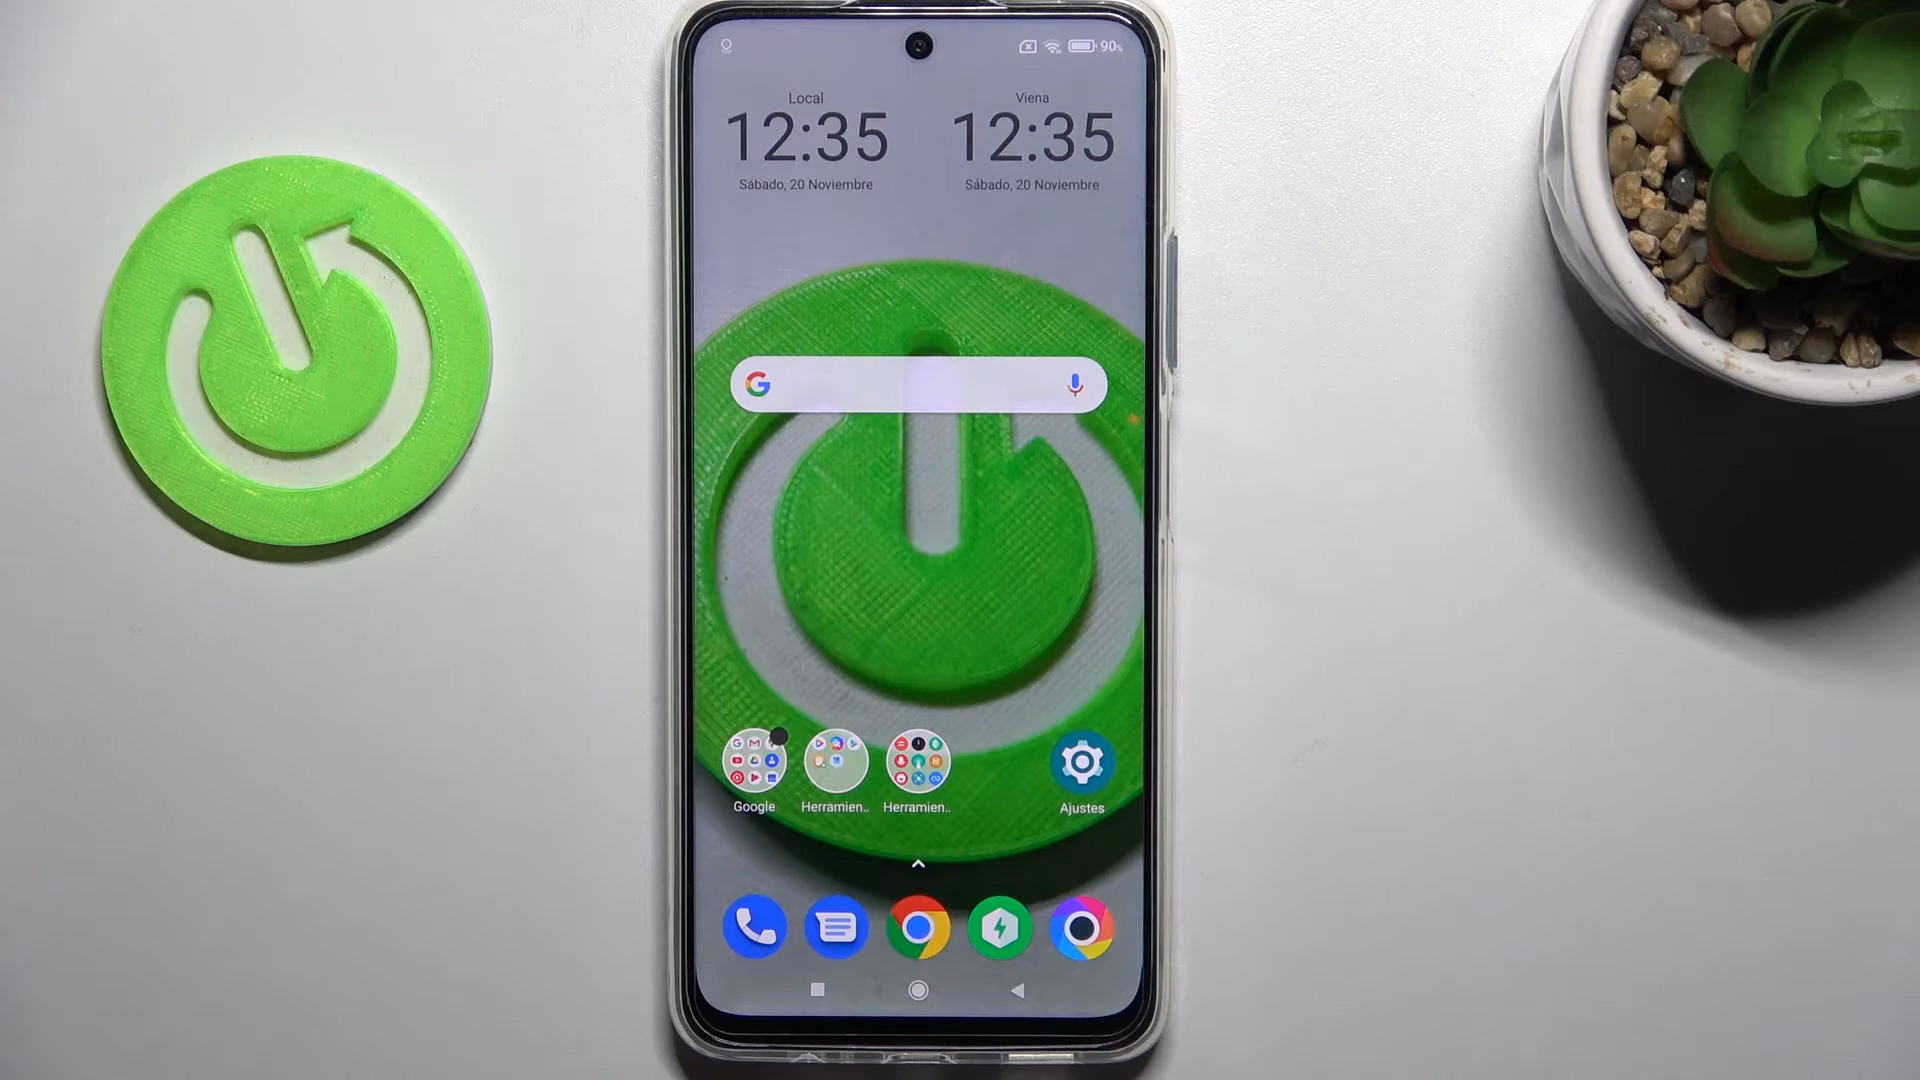 90%
Local
Viena
12:35
12:35
Sábado, 20 Noviembre
Sábado, 20 Noviembre
Google
Herramien..
Herramien..
Ajustes